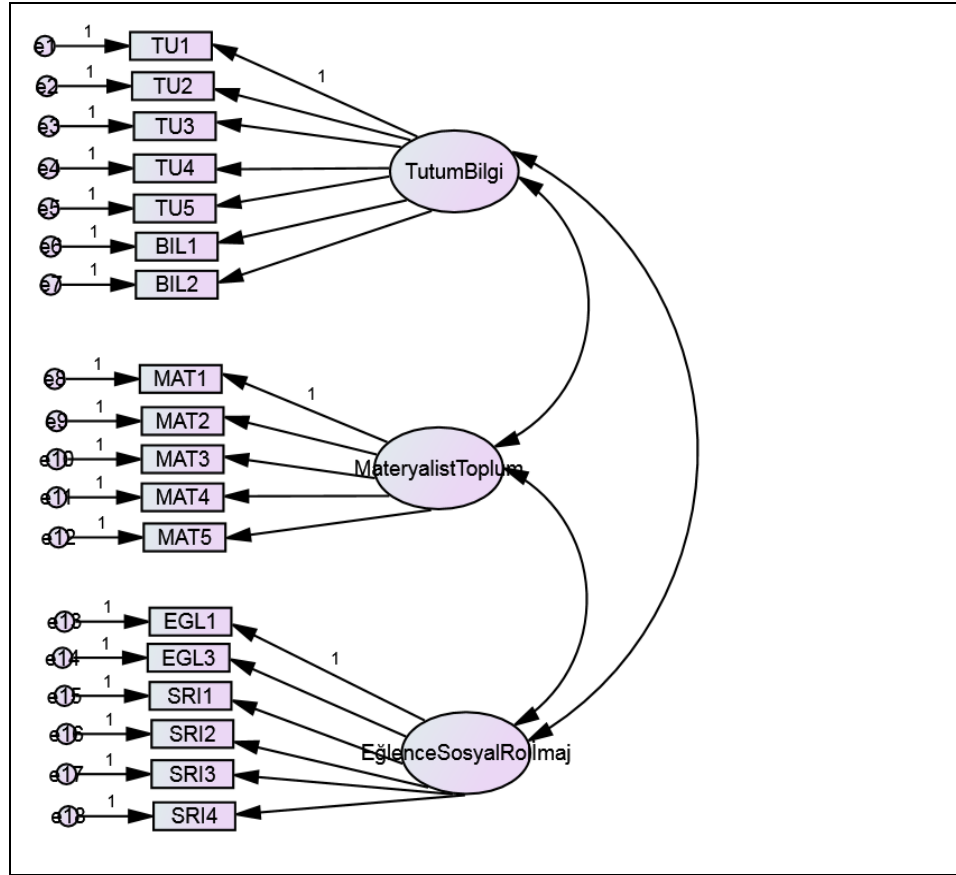 e1 1 TU1 1
e2 1 TU2
e3 1 TU3
e4 1 TU4
TutumBilgi
e5 1 TU5
e6 1 BIL1
e7 1 BIL2
e8 1 MAT1 1
e9 1 MAT2
e10 1 MAT3
MateryalistToplum
e11 1 MAT4
e12 1 MAT5
e13 1 EGL1
e14 1 EGL3 1
e15 1 SRI1
e16 1 SRI2
EğlenceSosyalRolİmaj
e17 1 SRI3
e18 1 SRI4